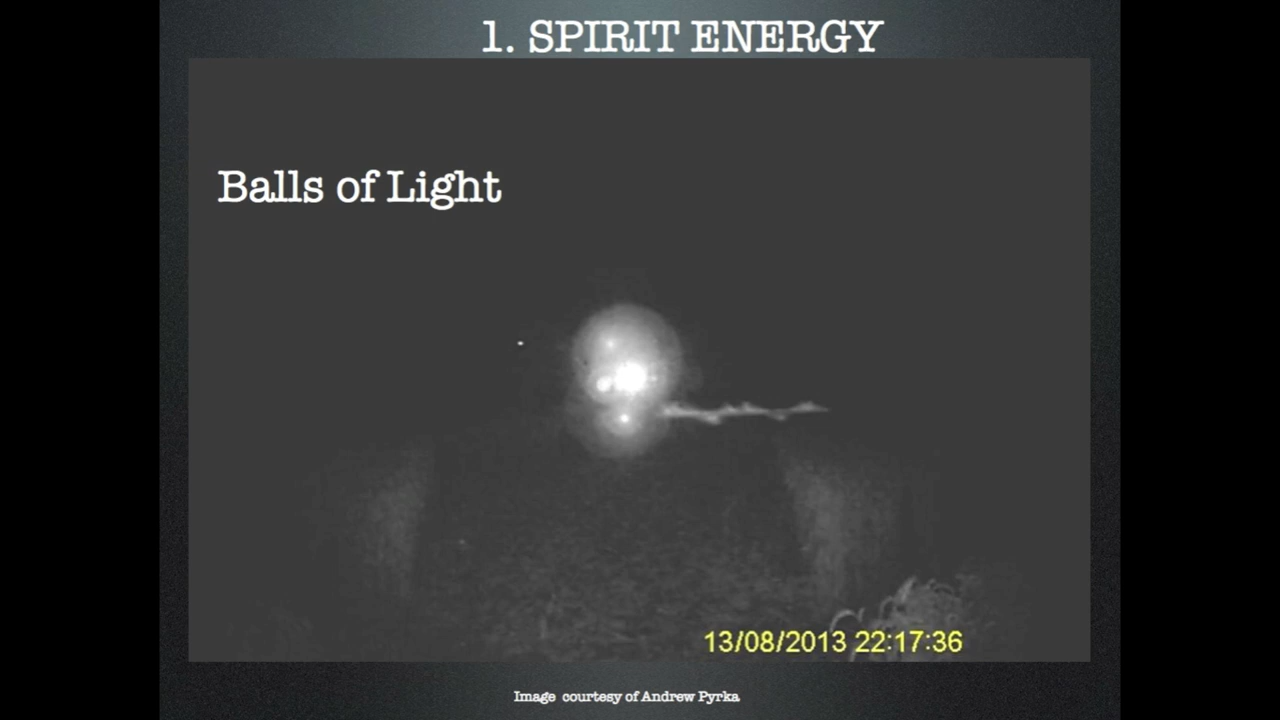 1. SPIRIT ENERGY
Balls of Light
13/08/2013 22:17:36
Image courtesy of Andrew Pyrka